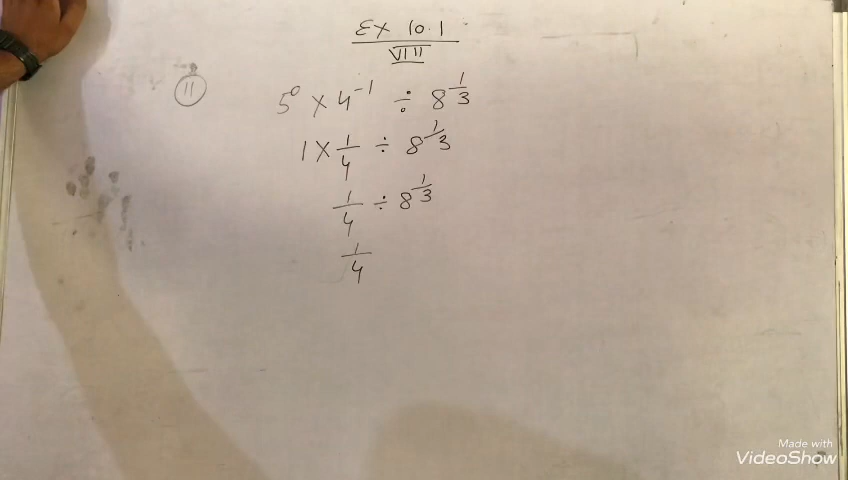 Ex 10.1
VIII
(11) 5⁰ × 4⁻¹ ÷ 8^(1/3)
1 × 1/4 ÷ 8^(1/3)
1/4 ÷ 8^(1/3)
1/4
Made with
VideoShow